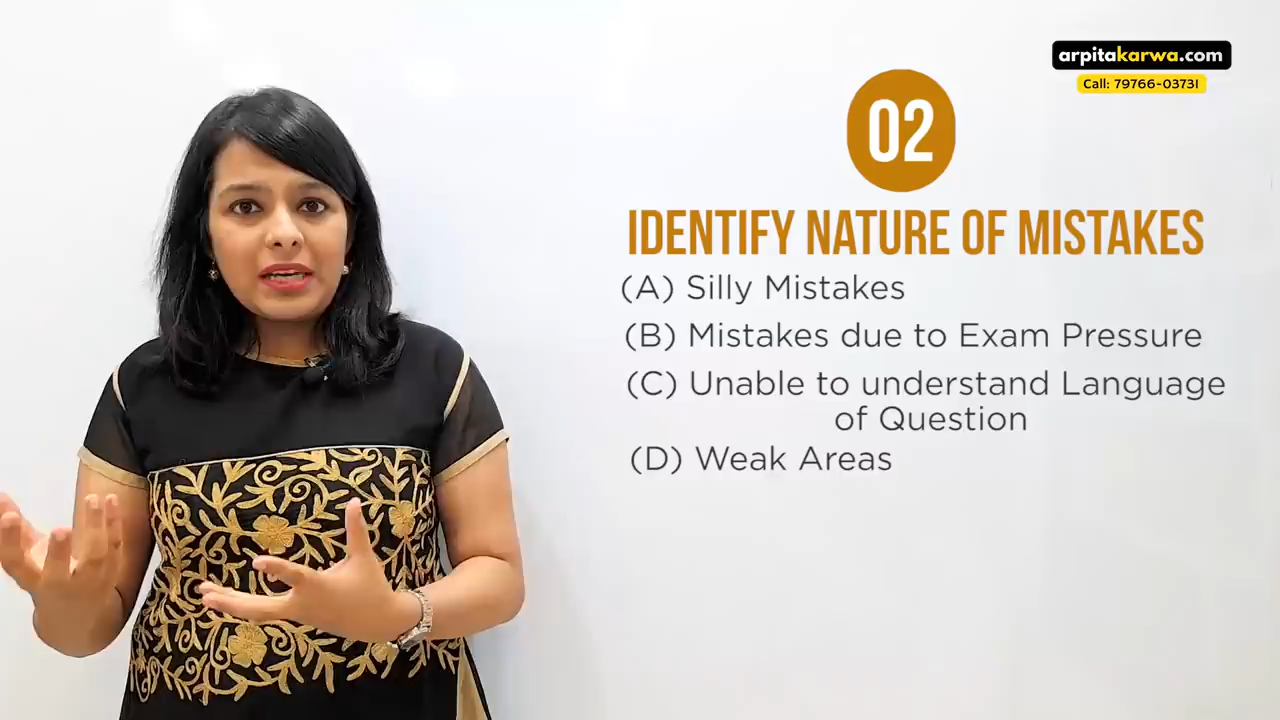 arpitakarwa.com
Call: 79766-03731
02
IDENTIFY NATURE OF MISTAKES
(A) Silly Mistakes
(B) Mistakes due to Exam Pressure
(C) Unable to understand Language
of Question
(D) Weak Areas